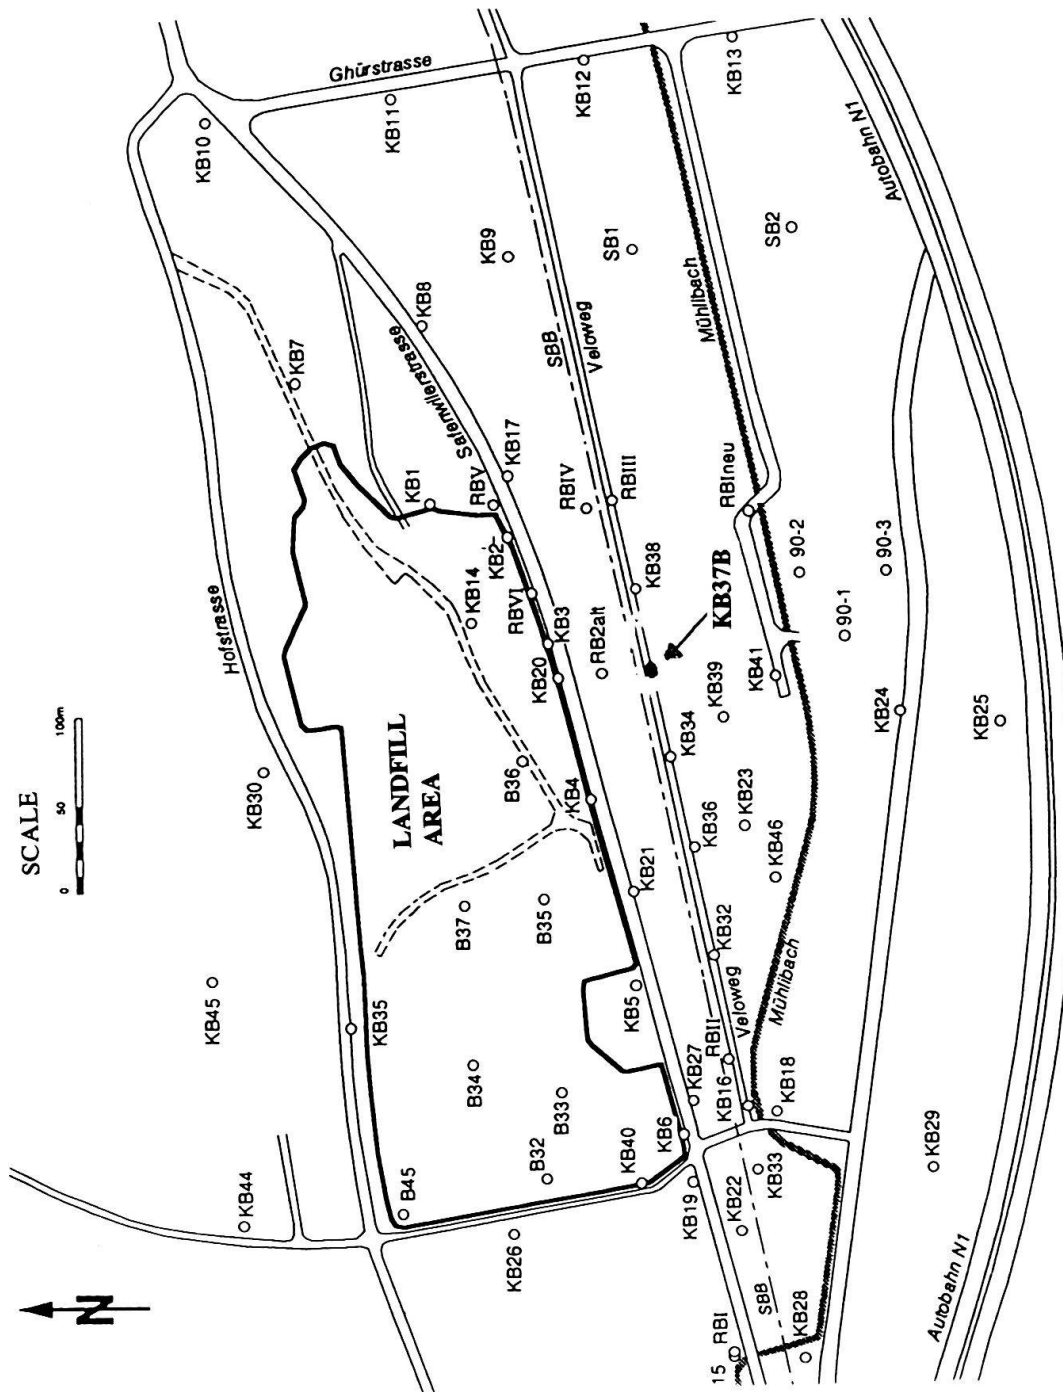 SCALE
0 50 100m
N
Ghürstrasse
KB10
KB11
KB12
KB13
Autobahn N1
KB9
SB1
SB2
KB8
Safenwilerstrasse
SBB
Veloweg
Mühlibach
KB7
Hofstrasse
KB1
RBV
KB17
RBIV
RBIII
RBIneu
KB2
KB14
RBVI
KB3
KB20
RB2alt
KB38
KB37B
90-2
90-3
90-1
KB39
KB41
KB34
KB24
KB25
LANDFILL
AREA
B36
KB4
KB30
KB23
KB36
KB46
KB21
B37
B35
KB32
Veloweg
Mühlibach
KB45
KB35
KB5
RBII
KB27
KB16
KB18
B34
B33
B32
KB6
KB40
KB44
B45
KB26
KB19
KB22
KB33
KB29
SBB
KB28
RBI
15
Autobahn N1